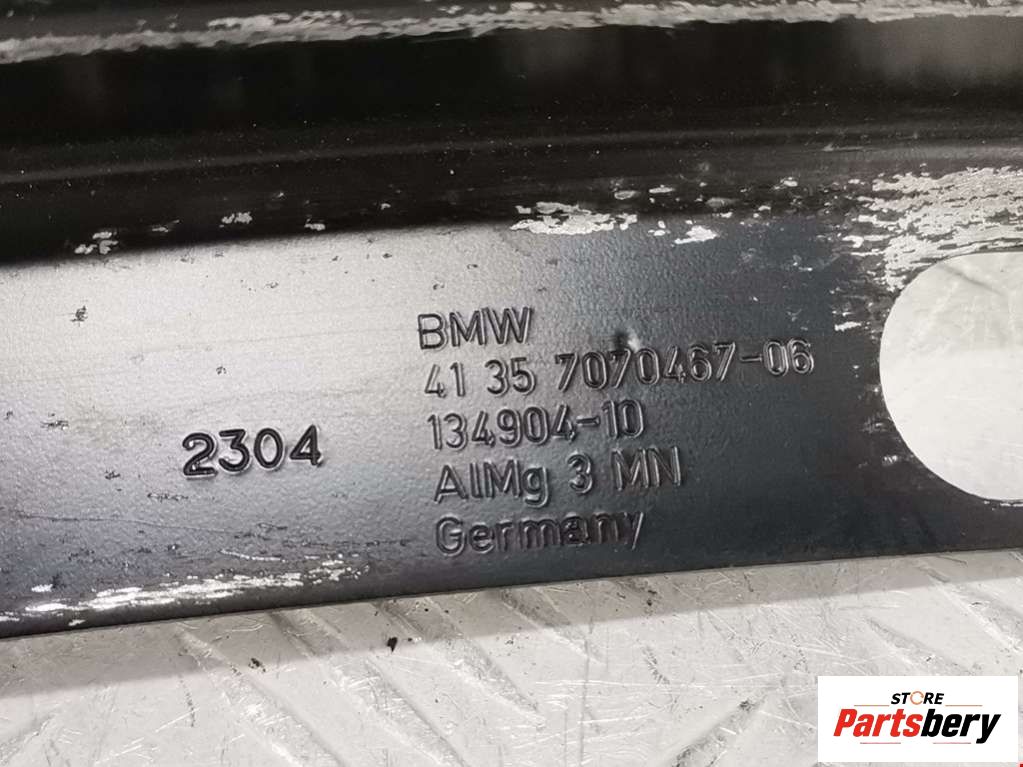 BMW
41 35 7070467-06
134904-10
2304
AlMg 3 MN
Germany
STORE
Partsbery